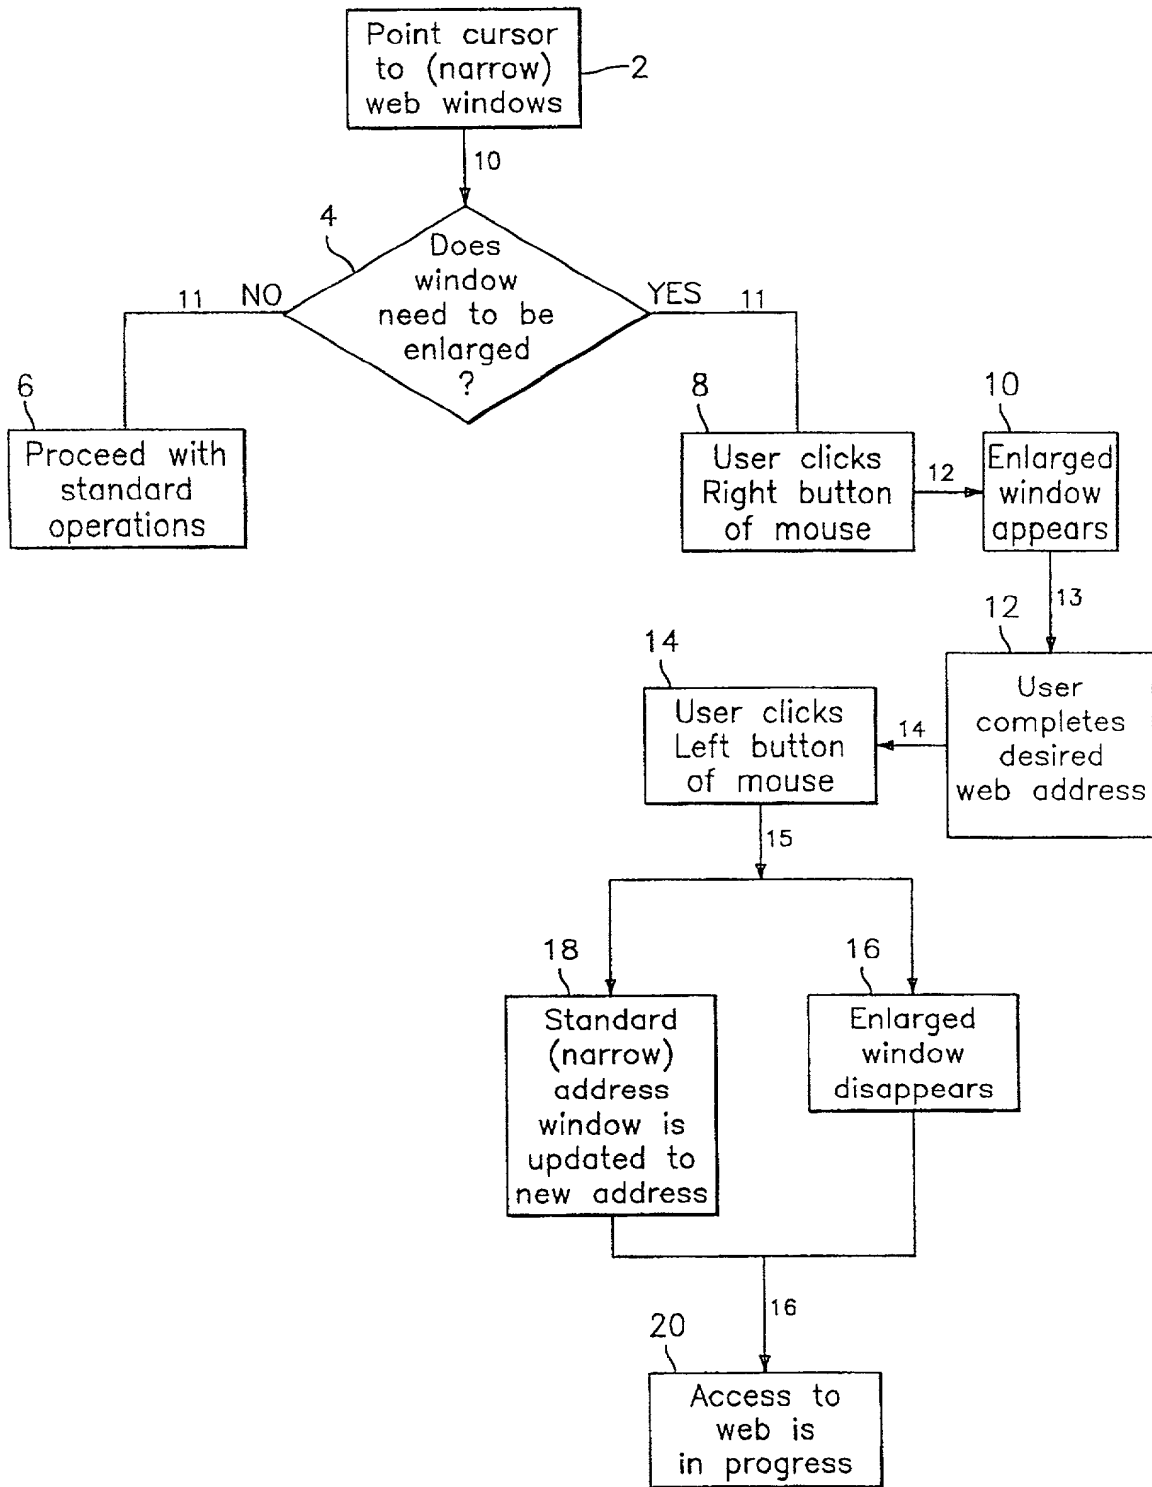 Point cursor
to (narrow)
web windows
2
10
4
Does
window
need to be
enlarged
?
NO
11
YES
11
6
Proceed with
standard
operations
8
User clicks
Right button
of mouse
12
10
Enlarged
window
appears
13
12
User
completes
desired
web address
14
14
User clicks
Left button
of mouse
15
18
Standard
(narrow)
address
window is
updated to
new address
16
Enlarged
window
disappears
16
20
Access to
web is
in progress